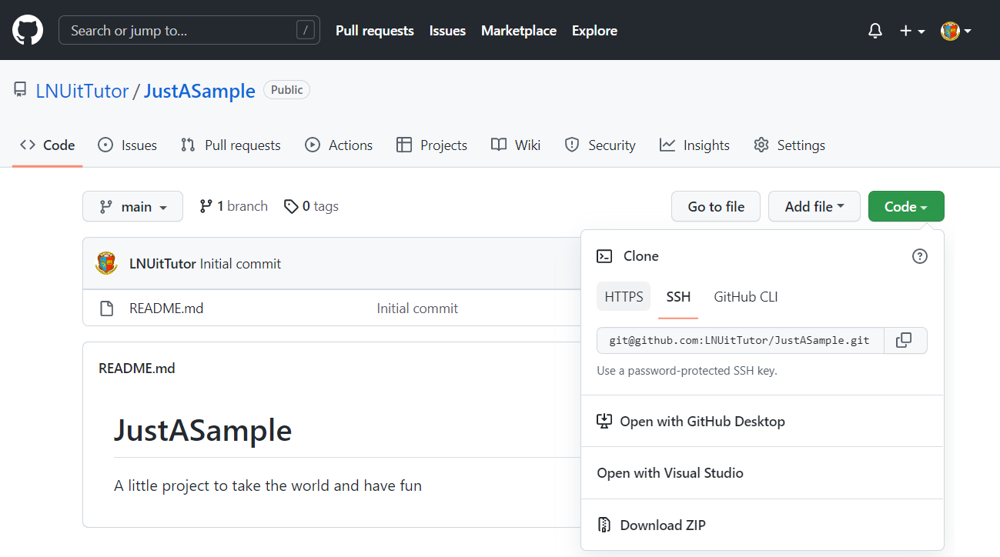 Search or jump to... / Pull requests Issues Marketplace Explore
LNUitTutor / JustASample Public
Code Issues Pull requests Actions Projects Wiki Security Insights Settings
main 1 branch 0 tags Go to file Add file Code
LNUitTutor Initial commit
README.md Initial commit
README.md
JustASample
A little project to take the world and have fun
Clone
HTTPS SSH GitHub CLI
git@github.com:LNUitTutor/JustASample.git
Use a password-protected SSH key.
Open with GitHub Desktop
Open with Visual Studio
Download ZIP